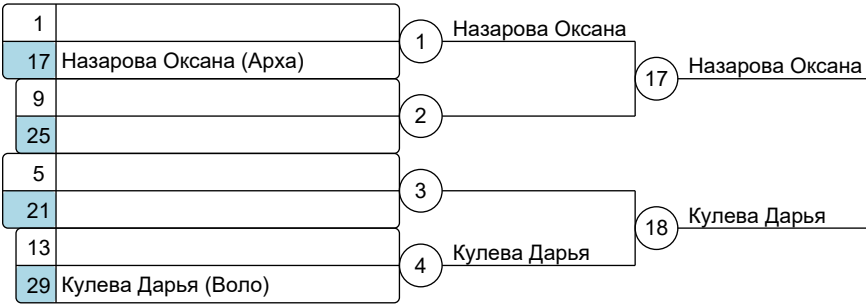 1
17 Назарова Оксана (Арха)
1 Назарова Оксана
17 Назарова Оксана
9
25
2
5
21
3
18 Кулева Дарья
13
29 Кулева Дарья (Воло)
4 Кулева Дарья